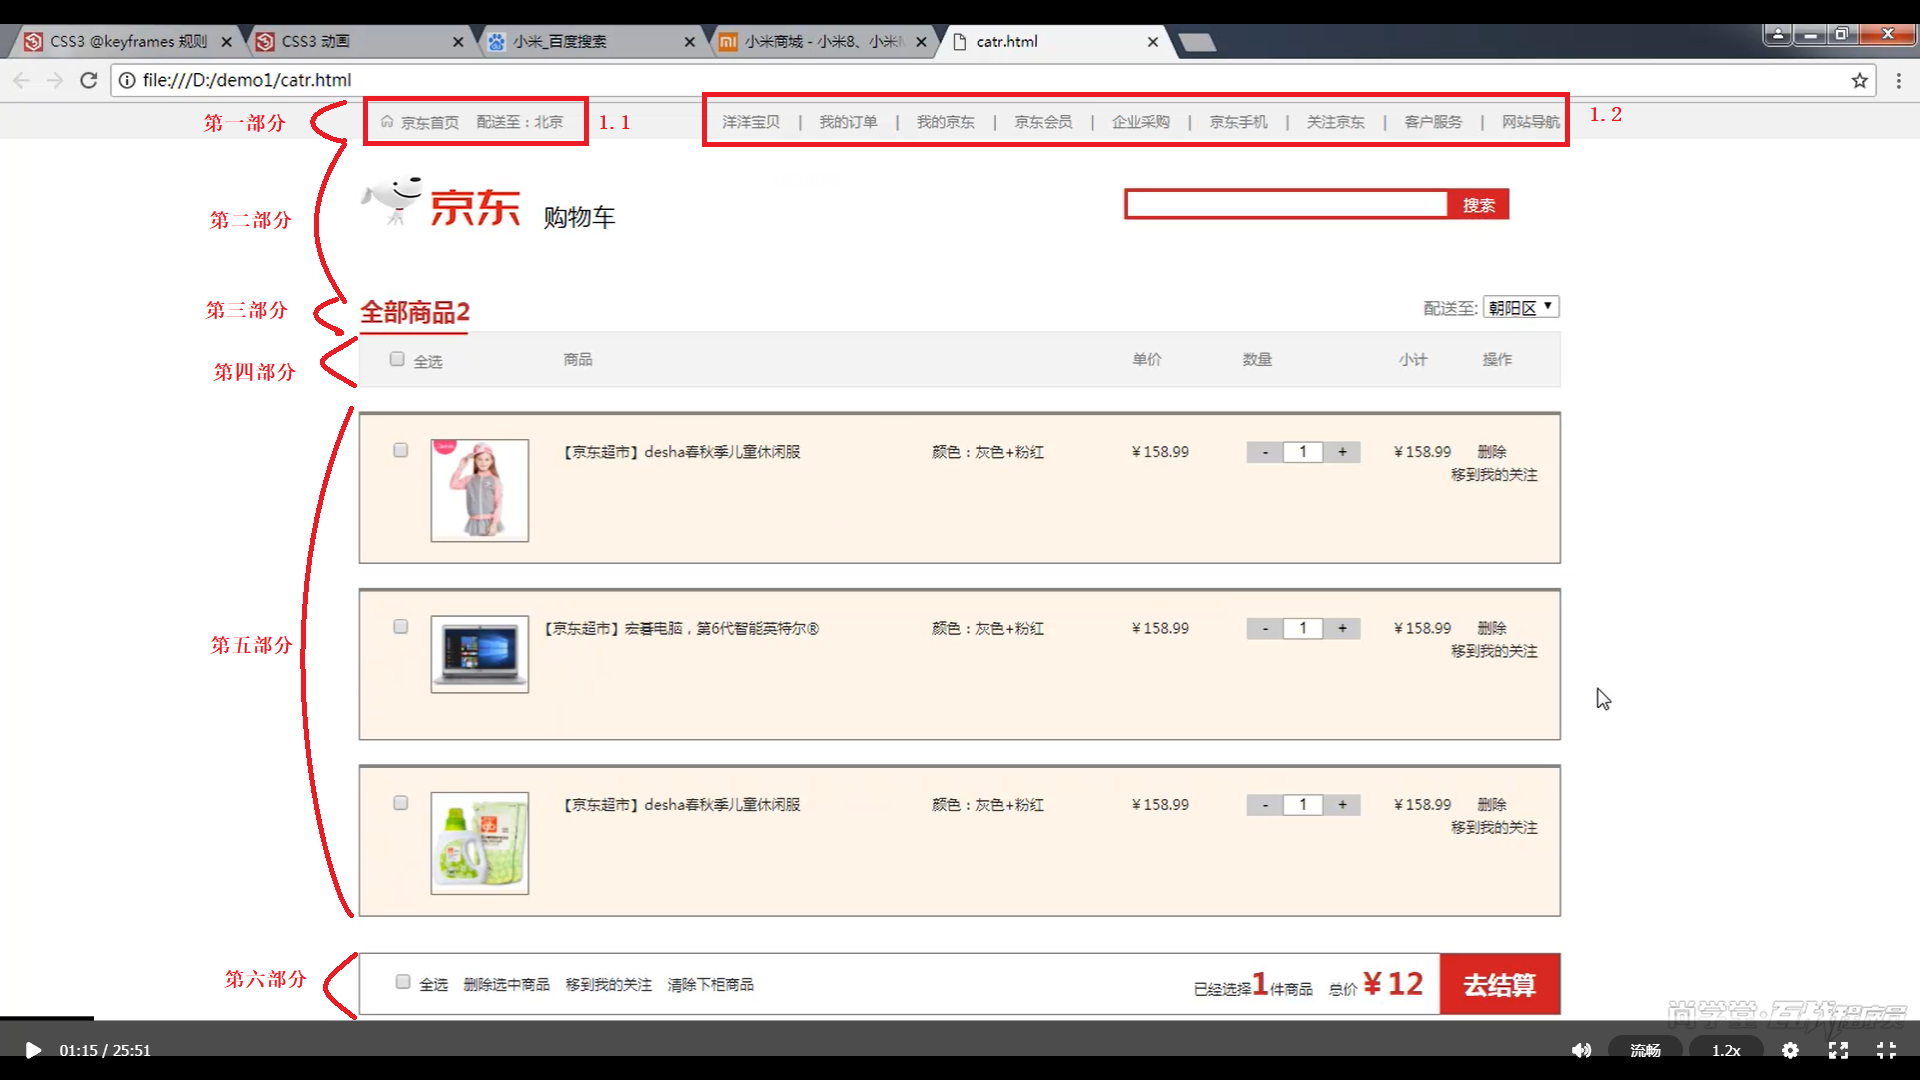 CSS3 @keyframes 规则
CSS3 动画
小米_百度搜索
小米商城 - 小米8、小米M
catr.html
file:///D:/demo1/catr.html
第一部分
京东首页 配送至：北京
1.1
洋洋宝贝 | 我的订单 | 我的京东 | 京东会员 | 企业采购 | 京东手机 | 关注京东 | 客户服务 | 网站导航
1.2
第二部分
京东
购物车
搜索
第三部分
全部商品2
配送至:
朝阳区
第四部分
全选 商品 单价 数量 小计 操作
第五部分
【京东超市】desha春秋季儿童休闲服 颜色：灰色+粉红 ￥158.99 - 1 + ￥158.99 删除
移到我的关注
【京东超市】宏碁电脑，第6代智能英特尔® 颜色：灰色+粉红 ￥158.99 - 1 + ￥158.99 删除
移到我的关注
【京东超市】desha春秋季儿童休闲服 颜色：灰色+粉红 ￥158.99 - 1 + ￥158.99 删除
移到我的关注
第六部分
全选 删除选中商品 移到我的关注 清除下柜商品 已经选择1件商品 总价￥12 去结算
尚学堂·百战程序员
01:15 / 25:51
流畅
1.2x